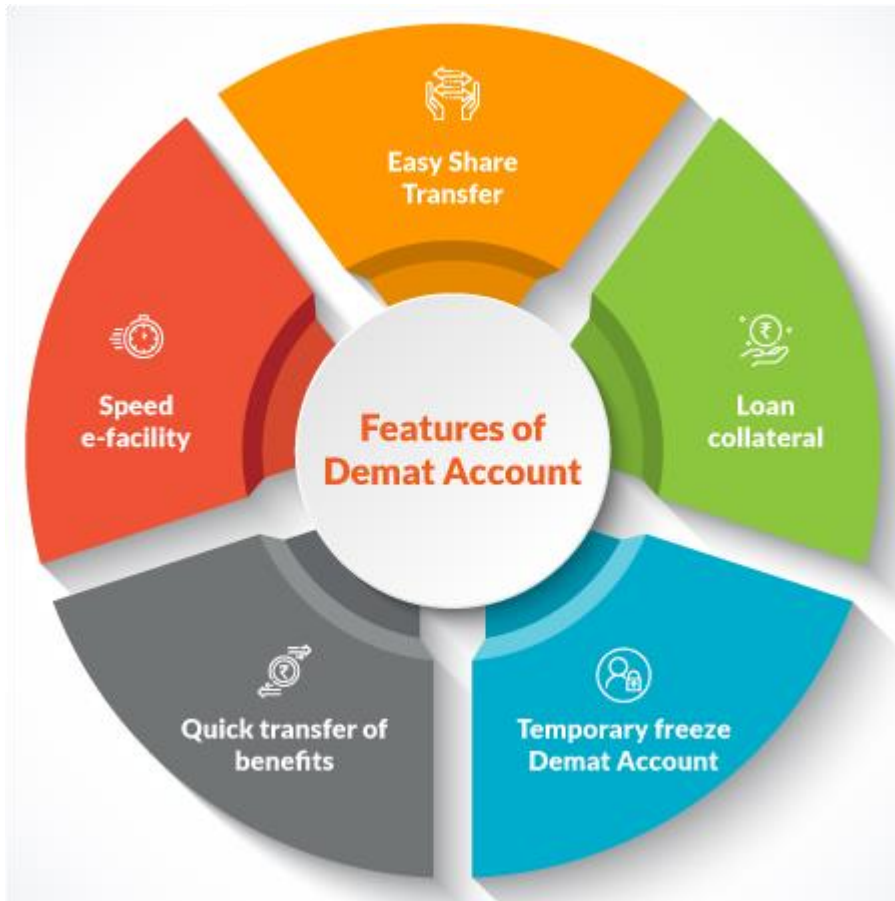 Easy Share
Transfer
Loan
collateral
Temporary freeze
Demat Account
Quick transfer of
benefits
Speed
e-facility
Features of
Demat Account